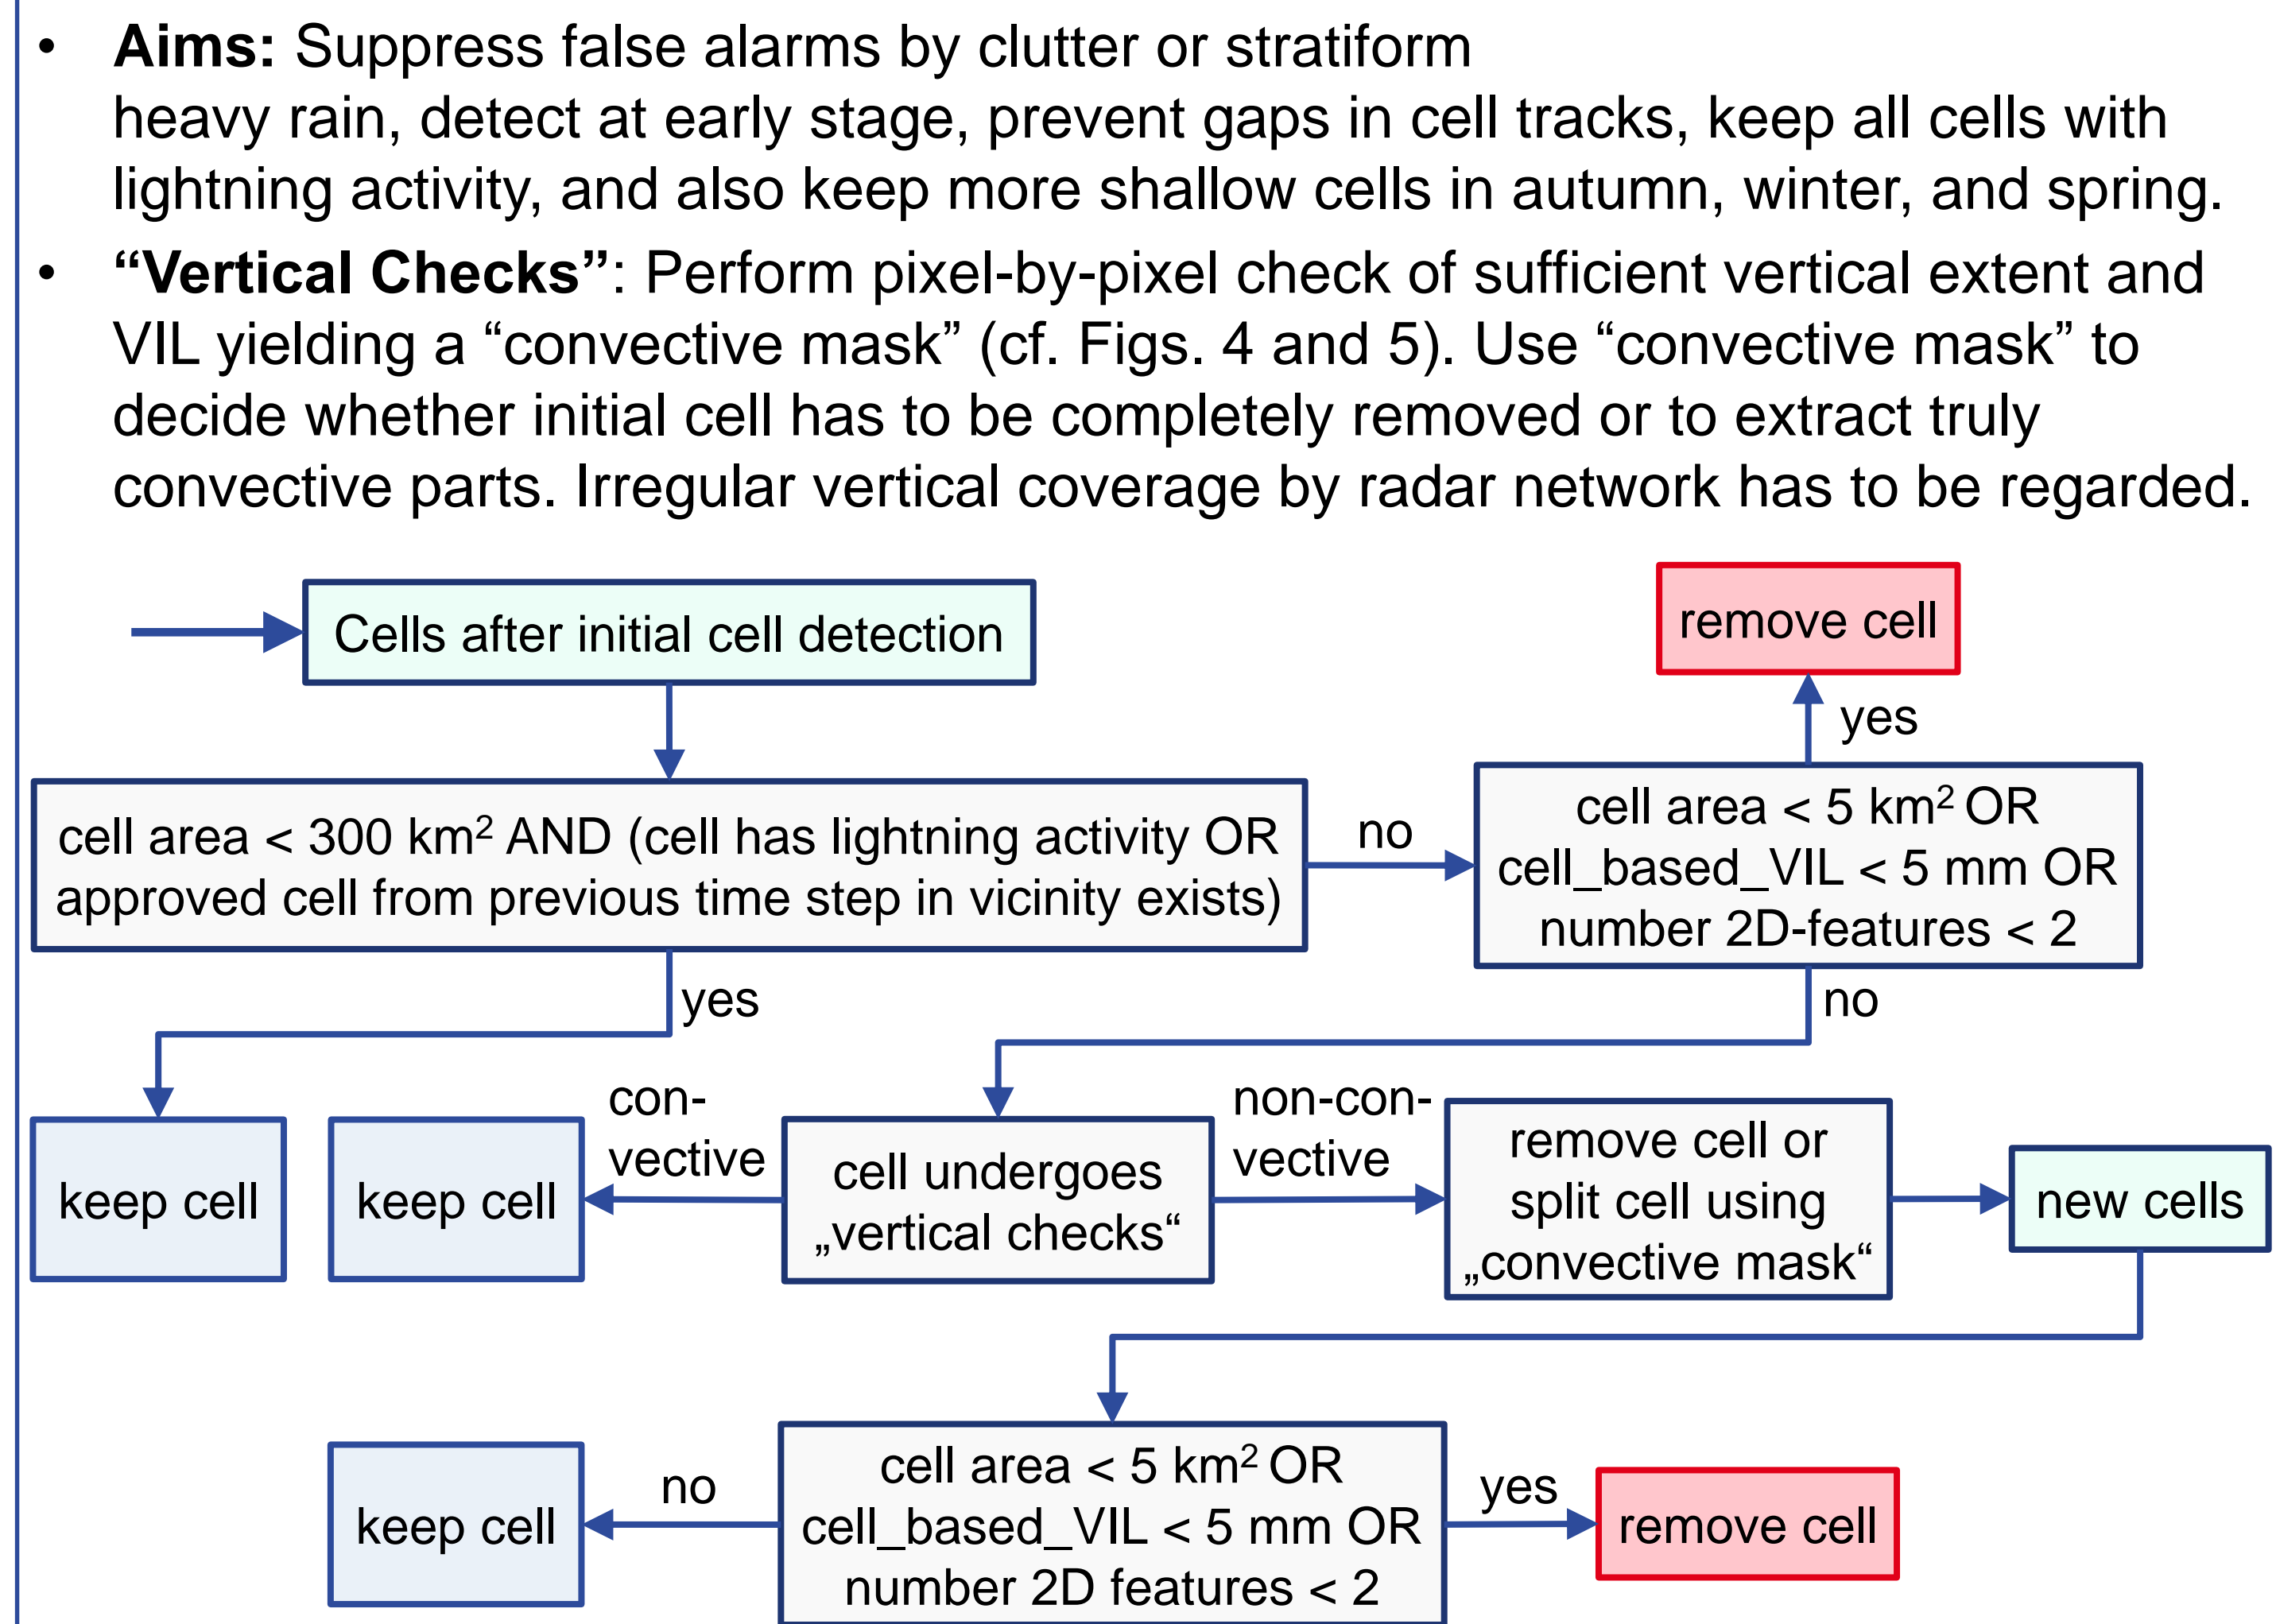 • Aims: Suppress false alarms by clutter or stratiform
heavy rain, detect at early stage, prevent gaps in cell tracks, keep all cells with
lightning activity, and also keep more shallow cells in autumn, winter, and spring.
• “Vertical Checks”: Perform pixel-by-pixel check of sufficient vertical extent and
VIL yielding a “convective mask” (cf. Figs. 4 and 5). Use “convective mask” to
decide whether initial cell has to be completely removed or to extract truly
convective parts. Irregular vertical coverage by radar network has to be regarded.
Cells after initial cell detection
remove cell
yes
cell area < 300 km² AND (cell has lightning activity OR
approved cell from previous time step in vicinity exists)
no
cell area < 5 km² OR
cell_based_VIL < 5 mm OR
number 2D-features < 2
yes
no
keep cell
keep cell
con-
vective
cell undergoes
„vertical checks“
non-con-
vective
remove cell or
split cell using
„convective mask“
new cells
keep cell
no
cell area < 5 km² OR
cell_based_VIL < 5 mm OR
number 2D features < 2
yes
remove cell